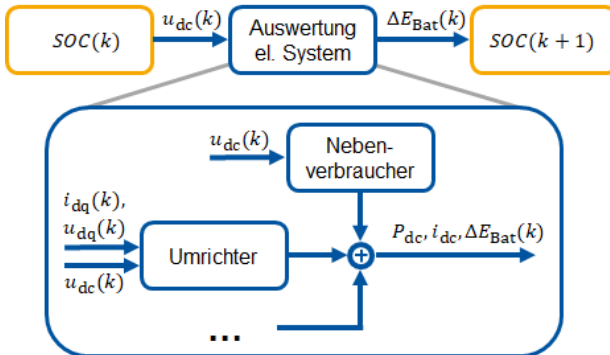 SOC(k)
u_dc(k)
Auswertung
el. System
ΔE_Bat(k)
SOC(k + 1)
u_dc(k)
Neben-
verbraucher
i_dq(k),
u_dq(k)
u_dc(k)
Umrichter
+
P_dc, i_dc, ΔE_Bat(k)
...